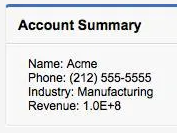 Account Summary
Name: Acme
Phone: (212) 555-5555
Industry: Manufacturing
Revenue: 1.0E+8